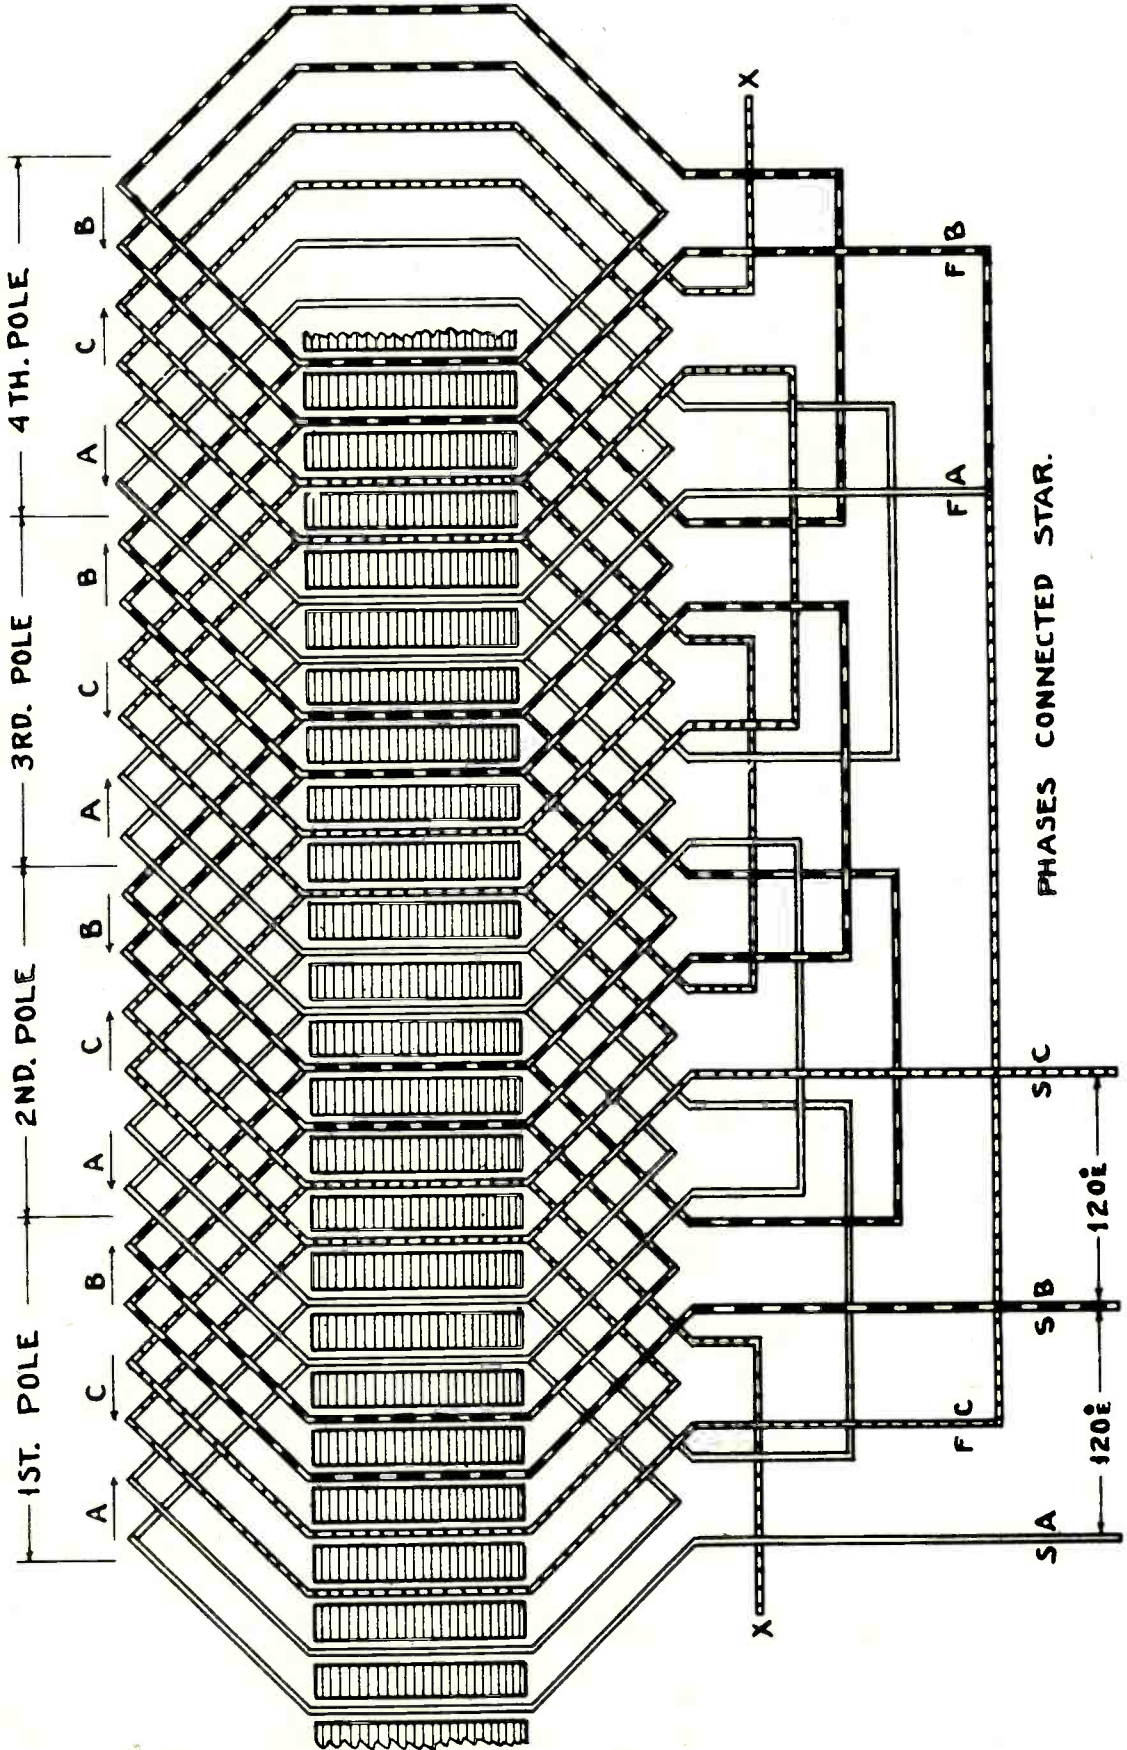 1ST. POLE 2ND. POLE 3RD. POLE 4TH. POLE
A C B A C B A C B A C B
X X
F C F A F B
S A S B S C PHASES CONNECTED STAR.
120°E 120°E